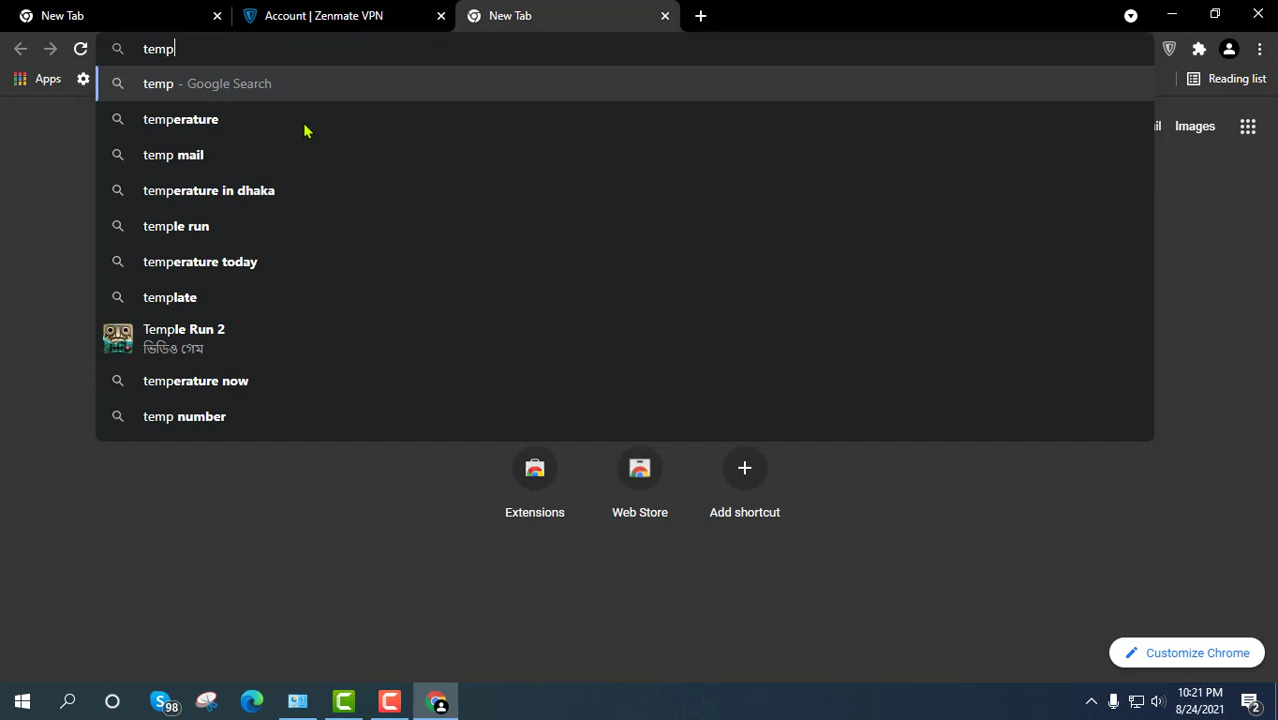 New Tab
Account | Zenmate VPN
New Tab
temp
Apps
Reading list
temp - Google Search
temperature
temp mail
il
Images
temperature in dhaka
temple run
temperature today
template
Temple Run 2
ভিডিও গেম
temperature now
temp number
Extensions
Web Store
Add shortcut
Customize Chrome
98
10:21 PM
8/24/2021
2